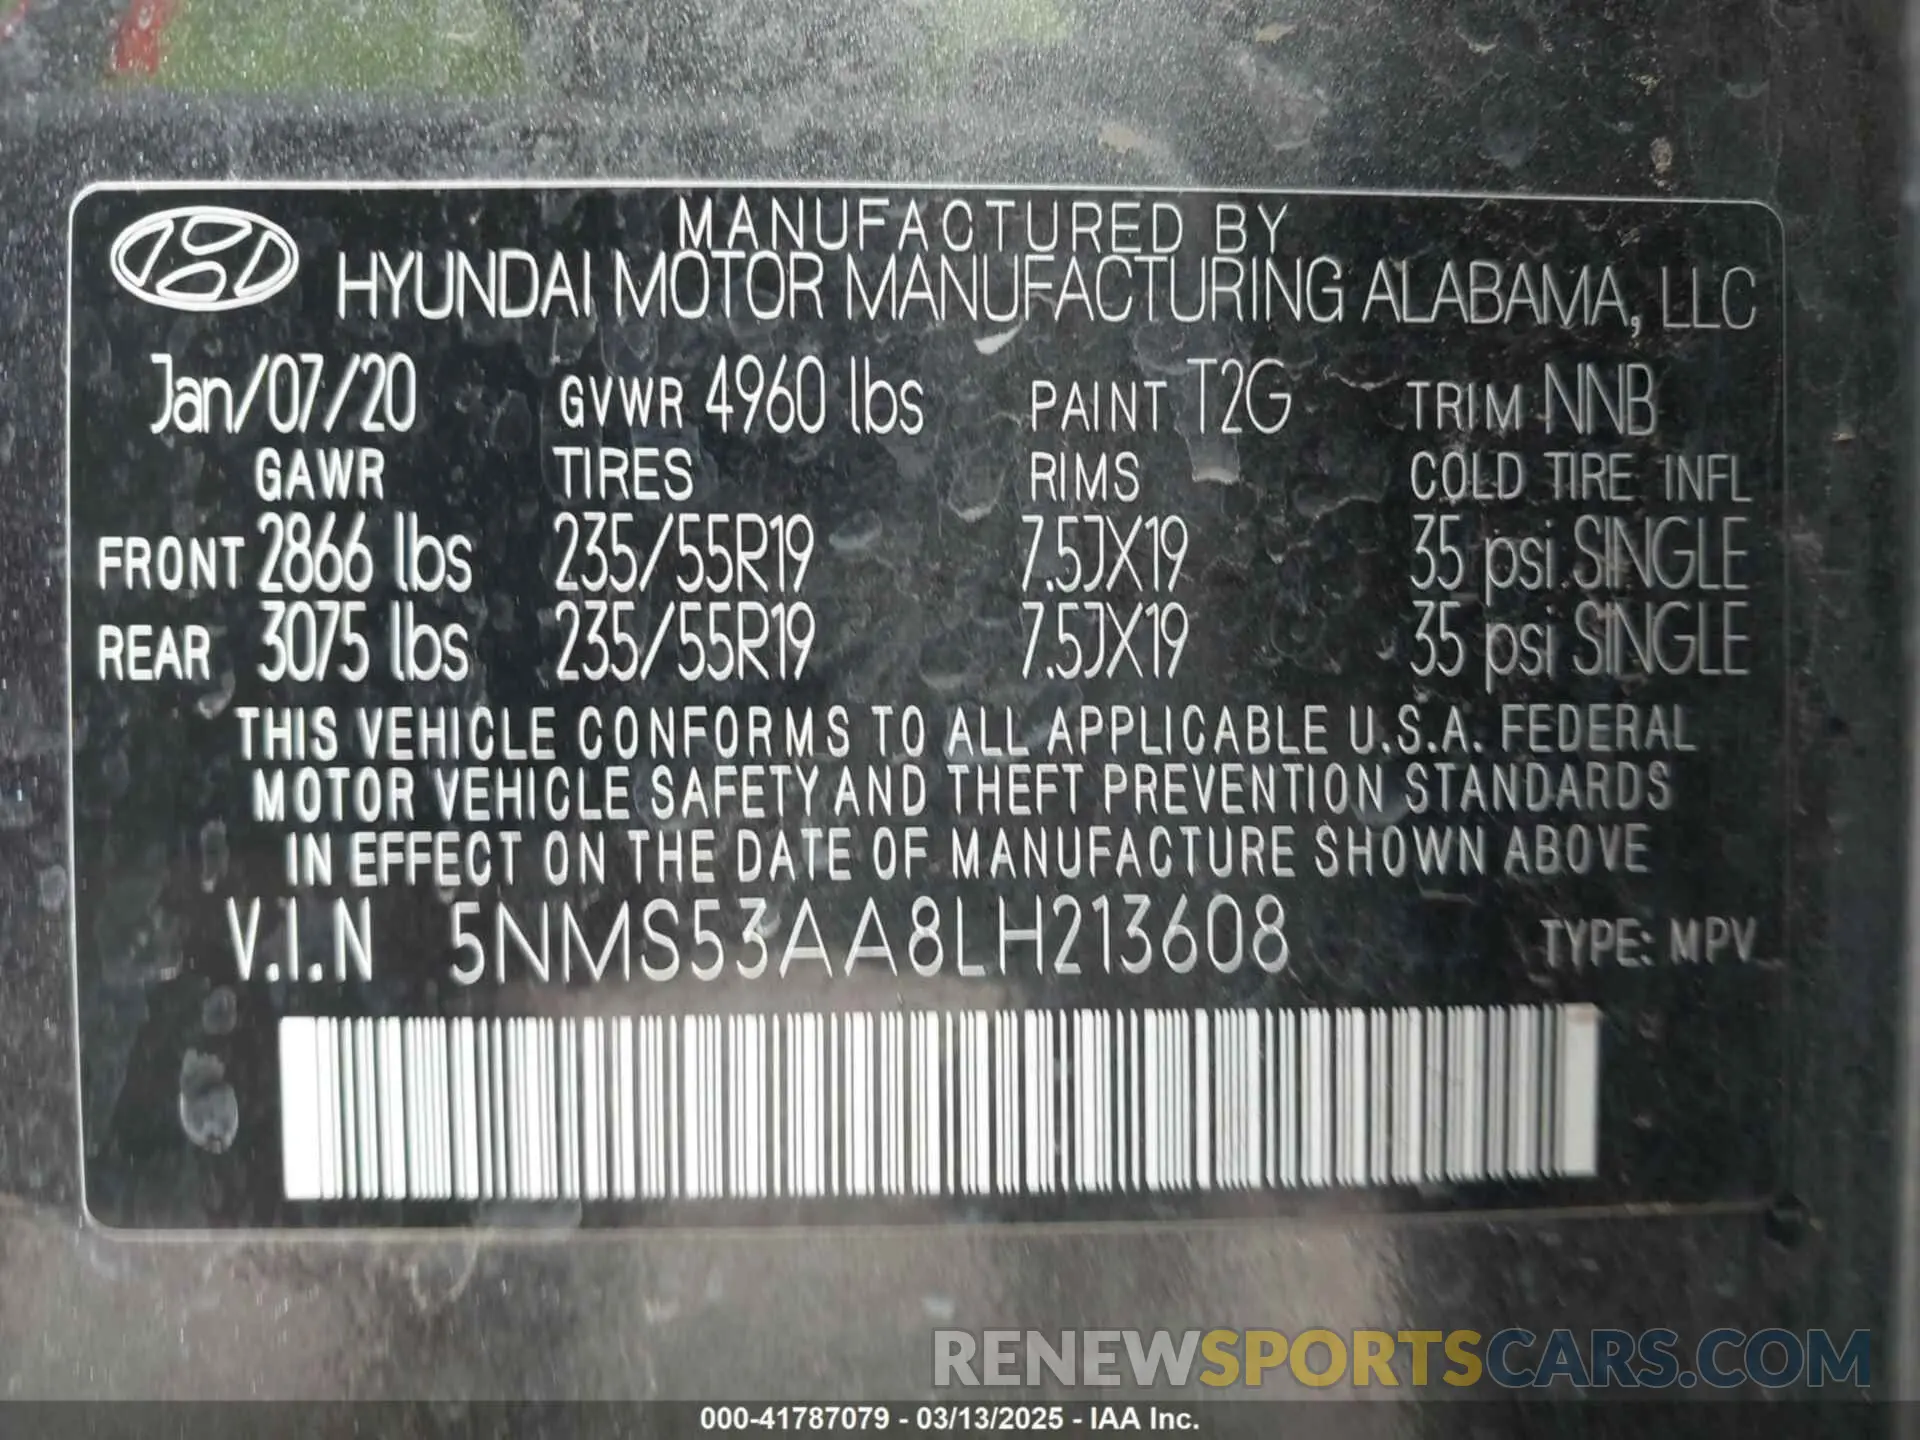 MANUFACTURED BY
HYUNDAI MOTOR MANUFACTURING ALABAMA, LLC
Jan/07/20 GVWR 4960 lbs PAINT T2G TRIM NNB
GAWR TIRES RIMS COLD TIRE INFL
FRONT 2866 lbs 235/55R19 7.5JX19 35 psi SINGLE
REAR 3075 lbs 235/55R19 7.5JX19 35 psi SINGLE
THIS VEHICLE CONFORMS TO ALL APPLICABLE U.S.A. FEDERAL
MOTOR VEHICLE SAFETY AND THEFT PREVENTION STANDARDS
IN EFFECT ON THE DATE OF MANUFACTURE SHOWN ABOVE
V.I.N 5NMS53AA8LH213608 TYPE: MPV
RENEWSPORTSCARS.COM
000-41787079 - 03/13/2025 - IAA Inc.